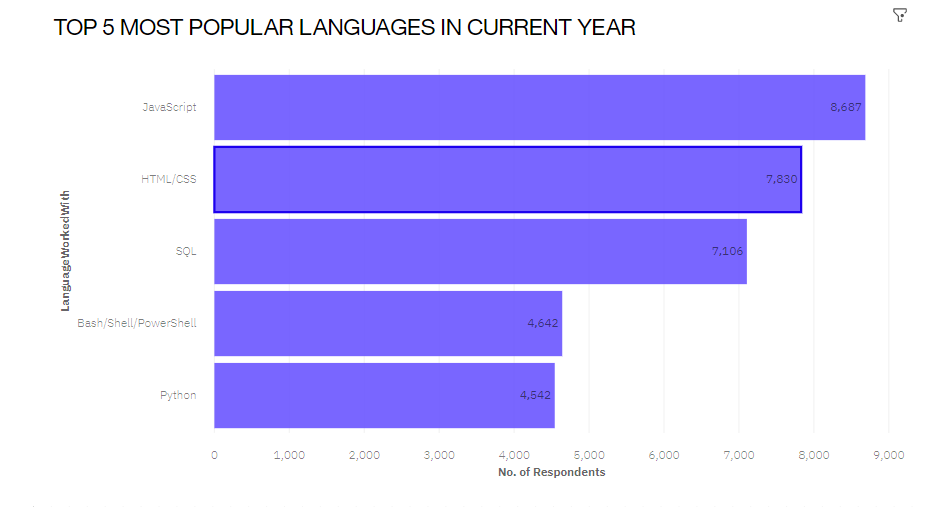 TOP 5 MOST POPULAR LANGUAGES IN CURRENT YEAR
LanguageWorkedWith
JavaScript
8,687
HTML/CSS
7,830
SQL
7,106
Bash/Shell/PowerShell
4,642
Python
4,542
0 1,000 2,000 3,000 4,000 5,000 6,000 7,000 8,000 9,000
No. of Respondents